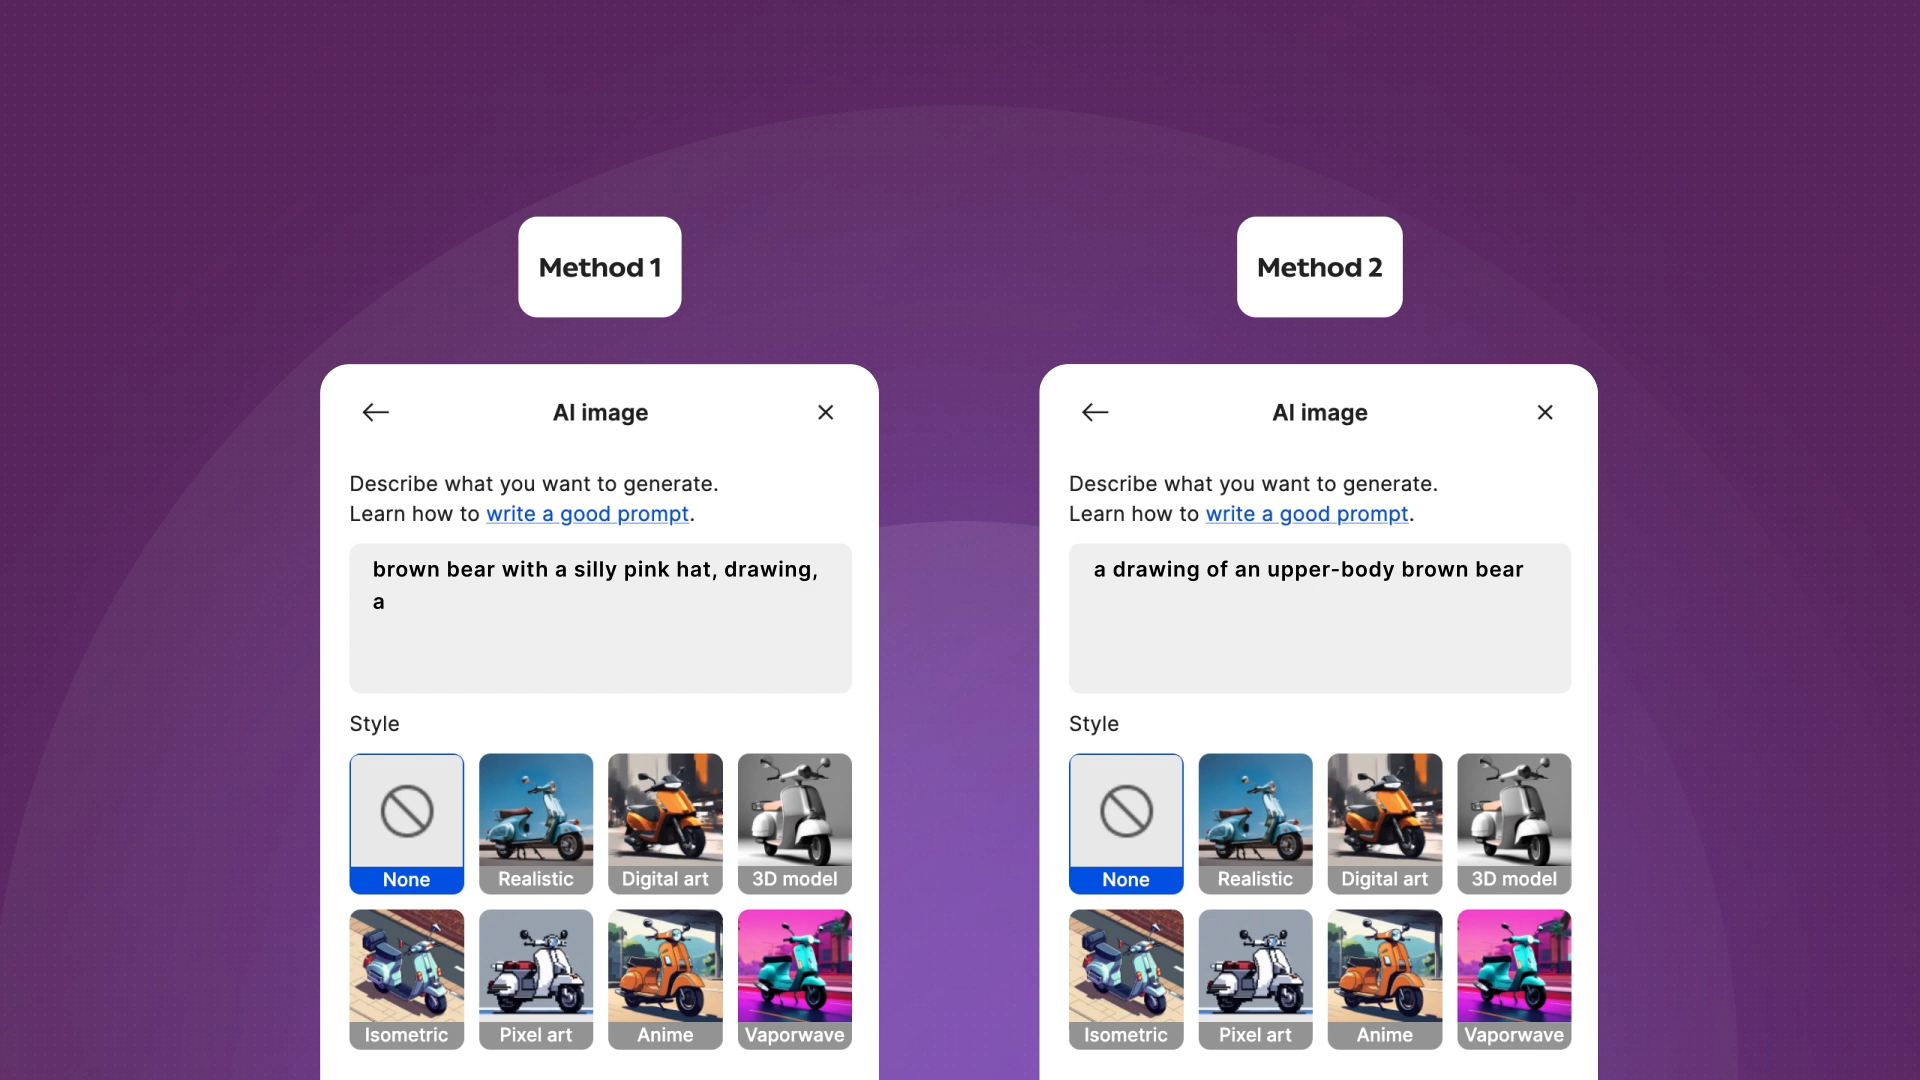 Method 1
AI image
Describe what you want to generate.
Learn how to write a good prompt.
brown bear with a silly pink hat, drawing,
a
Style
None
Realistic
Digital art
3D model
Isometric
Pixel art
Anime
Vaporwave
Method 2
AI image
Describe what you want to generate.
Learn how to write a good prompt.
a drawing of an upper-body brown bear
Style
None
Realistic
Digital art
3D model
Isometric
Pixel art
Anime
Vaporwave